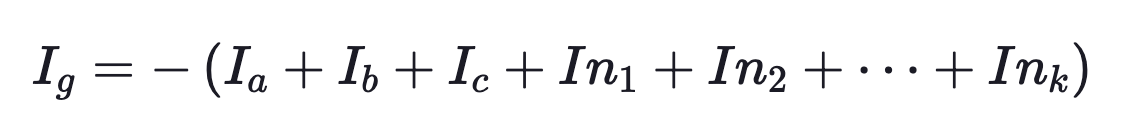 I_g = −(I_a + I_b + I_c + In_1 + In_2 + ⋯ + In_k)